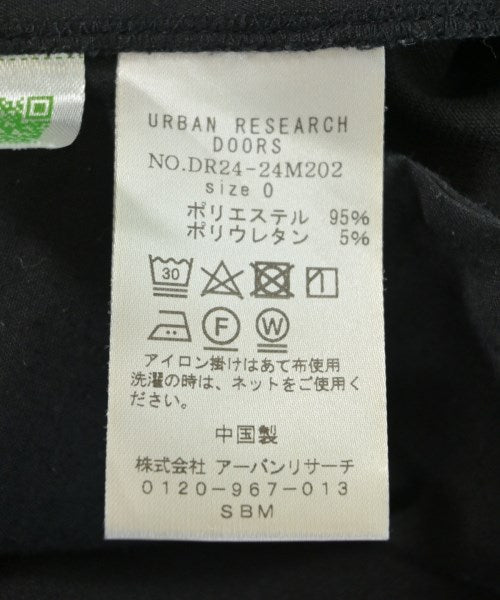 URBAN RESEARCH
DOORS
NO.DR24-24M202
size 0
ポリエステル 95%
ポリウレタン 5%
30
F W
アイロン掛けはあて布使用
洗濯の時は、ネットをご使用く
ださい。
中国製
株式会社 アーバンリサーチ
0120-967-013
SBM